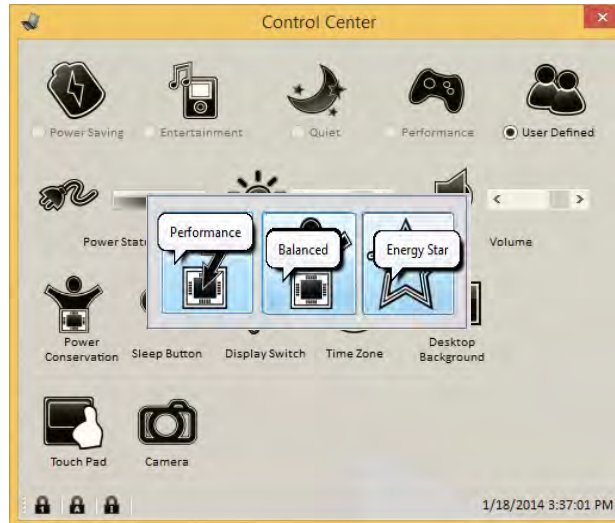 Control Center
Power Saving
Entertainment
Quiet
Performance
User Defined
Performance
Balanced
Energy Star
Power Stat
Volume
Power
Conservation
Sleep Button
Display Switch
Time Zone
Desktop
Background
Touch Pad
Camera
1/18/2014 3:37:01 PM